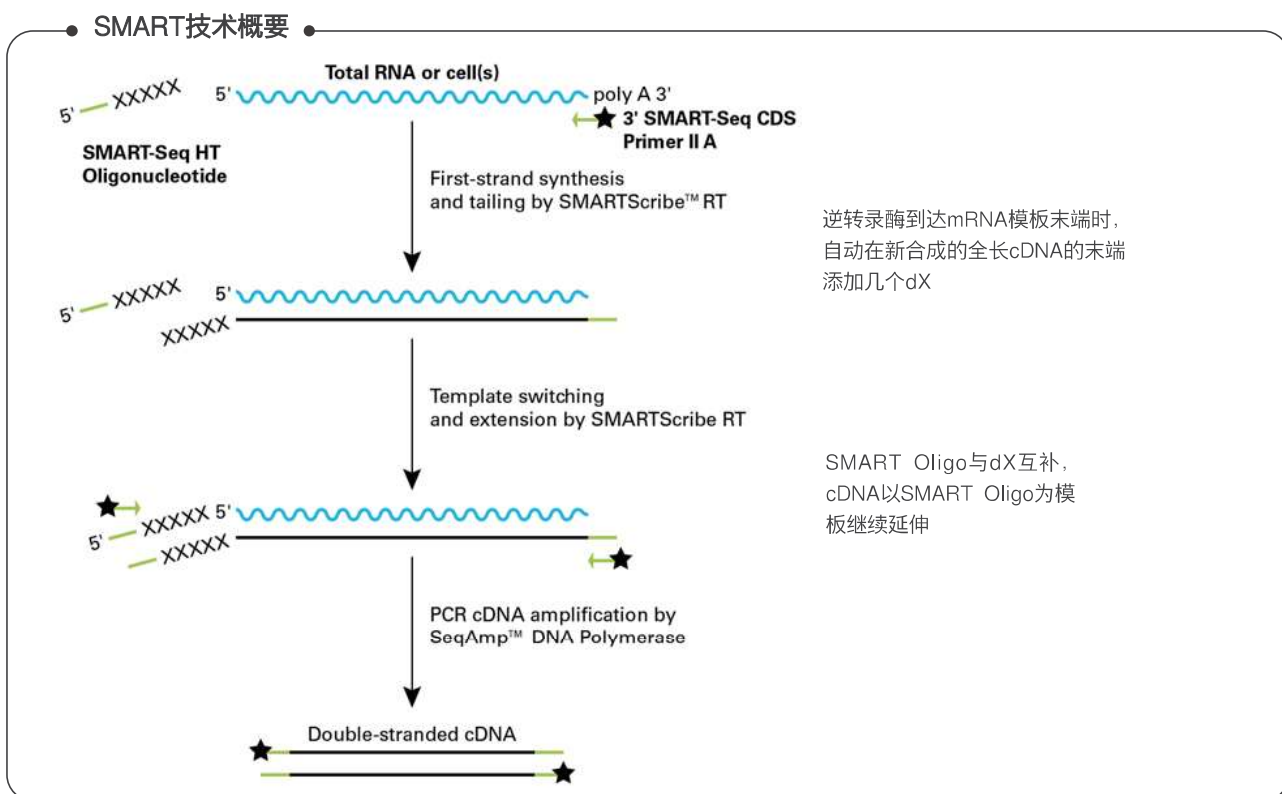 SMART技术概要
Total RNA or cell(s)
5' XXXXX
5' poly A 3'
3' SMART-Seq CDS
Primer II A
SMART-Seq HT
Oligonucleotide
First-strand synthesis
and tailing by SMARTScribe™ RT
逆转录酶到达mRNA模板末端时，
自动在新合成的全长cDNA的末端
添加几个dX
5' XXXXX
5'
XXXXX
Template switching
and extension by SMARTScribe RT
SMART Oligo与dX互补，
cDNA以SMART Oligo为模
板继续延伸
5' XXXXX 5'
XXXXX
PCR cDNA amplification by
SeqAmp™ DNA Polymerase
Double-stranded cDNA